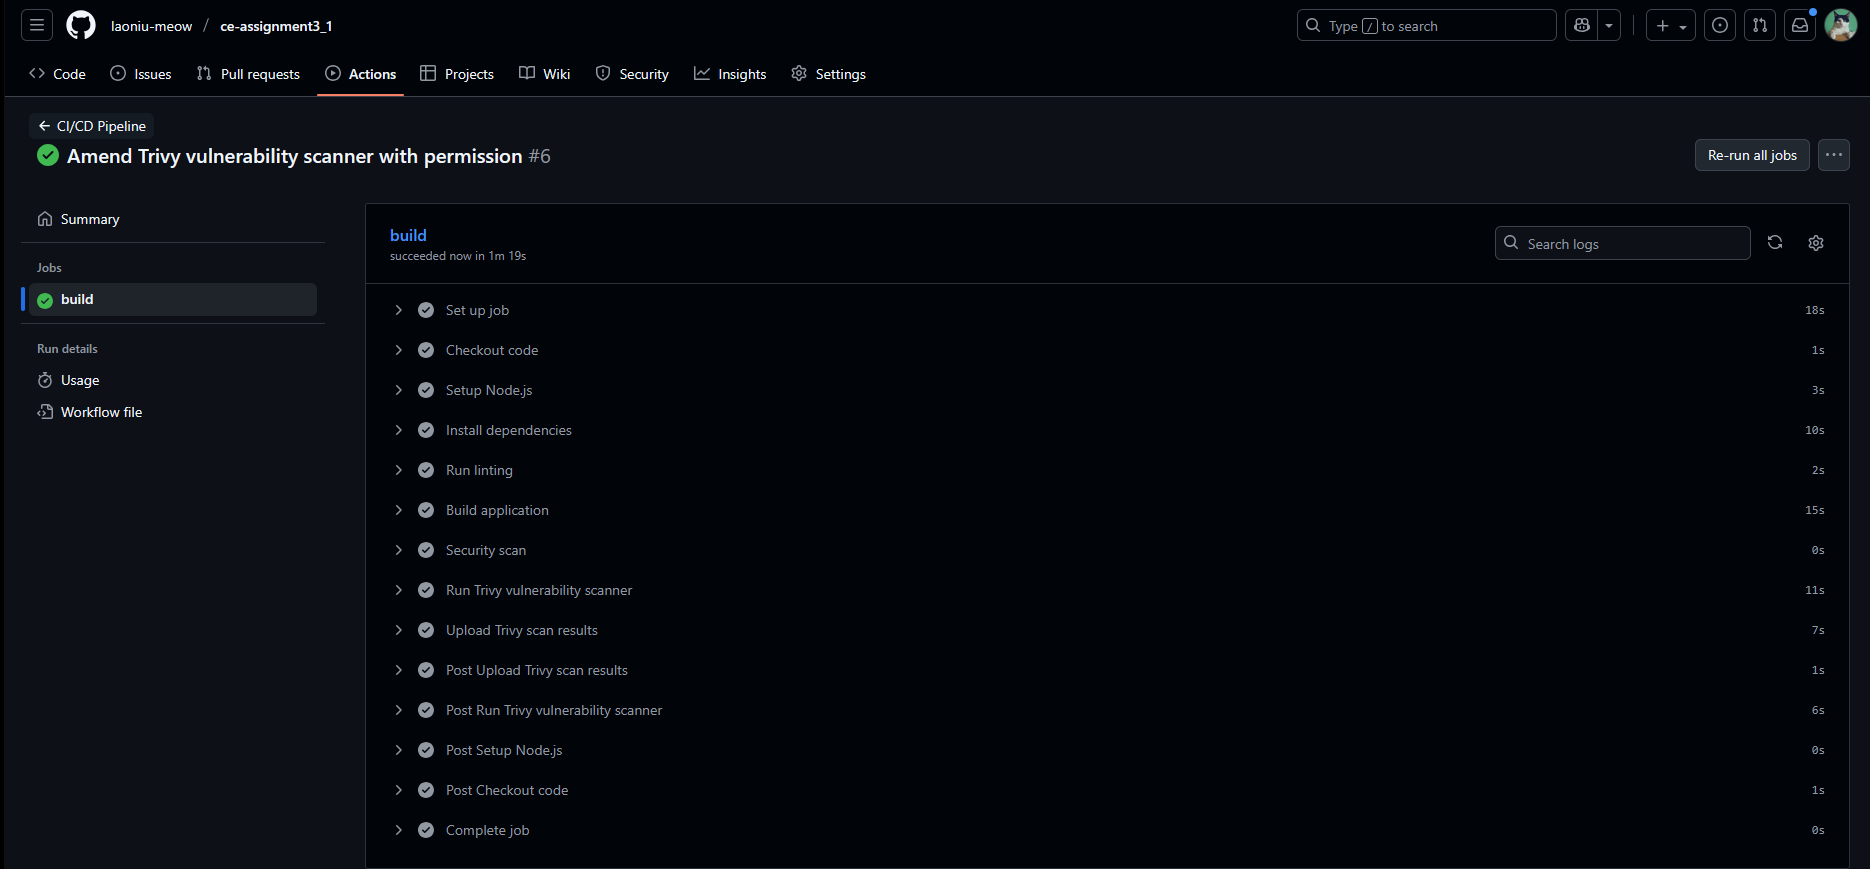 laoniu-meow / ce-assignment3_1
Type / to search
Code
Issues
Pull requests
Actions
Projects
Wiki
Security
Insights
Settings
← CI/CD Pipeline
Amend Trivy vulnerability scanner with permission #6
Re-run all jobs
Summary
Jobs
build
Run details
Usage
Workflow file
build
succeeded now in 1m 19s
Search logs
Set up job 18s
Checkout code 1s
Setup Node.js 3s
Install dependencies 10s
Run linting 2s
Build application 15s
Security scan 0s
Run Trivy vulnerability scanner 11s
Upload Trivy scan results 7s
Post Upload Trivy scan results 1s
Post Run Trivy vulnerability scanner 6s
Post Setup Node.js 0s
Post Checkout code 1s
Complete job 0s